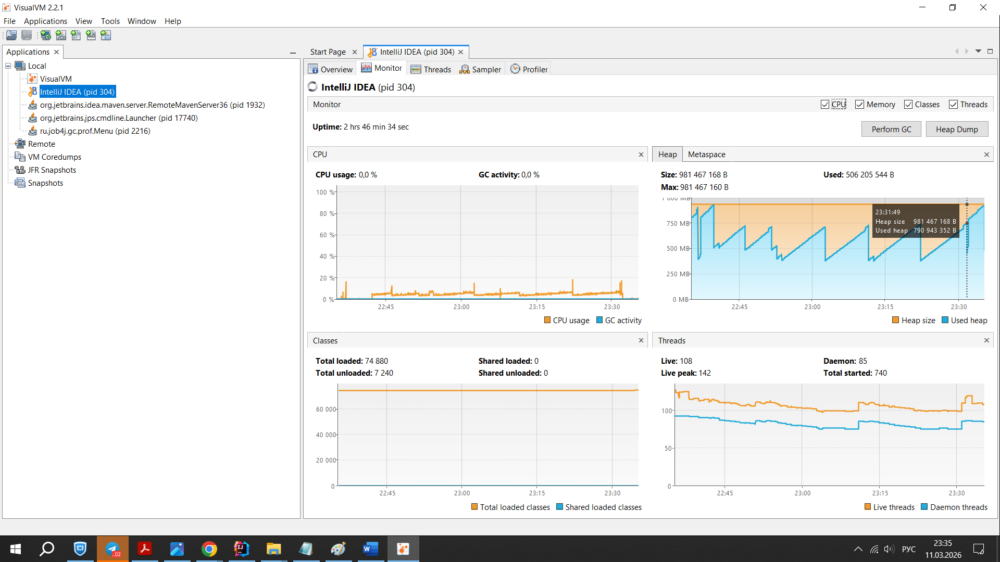 VisualVM 2.2.1
File Applications View Tools Window Help
Applications
Start Page
IntelliJ IDEA (pid 304)
Local
VisualVM
IntelliJ IDEA (pid 304)
org.jetbrains.idea.maven.server.RemoteMavenServer36 (pid 1932)
org.jetbrains.jps.cmdline.Launcher (pid 17740)
ru.job4j.gc.prof.Menu (pid 2216)
Remote
VM Coredumps
JFR Snapshots
Snapshots
Overview Monitor Threads Sampler Profiler
IntelliJ IDEA (pid 304)
Monitor
CPU Memory Classes Threads
Uptime: 2 hrs 46 min 34 sec
Perform GC Heap Dump
CPU
CPU usage: 0,0 % GC activity: 0,0 %
100 %
80 %
60 %
40 %
20 %
0 %
22:45 23:00 23:15 23:30
CPU usage GC activity
Heap Metaspace
Size: 981 467 168 B Used: 506 205 544 B
Max: 981 467 160 B
1 000 MB
750 MB
500 MB
250 MB
0 MB
23:31:49
Heap size 981 467 168 B
Used heap 790 943 352 B
22:45 23:00 23:15 23:30
Heap size Used heap
Classes
Total loaded: 74 880 Shared loaded: 0
Total unloaded: 7 240 Shared unloaded: 0
60 000
40 000
20 000
0
22:45 23:00 23:15 23:30
Total loaded classes Shared loaded classes
Threads
Live: 108 Daemon: 85
Live peak: 142 Total started: 740
100
50
0
22:45 23:00 23:15 23:30
Live threads Daemon threads
..02
РУС
23:35
11.03.2026